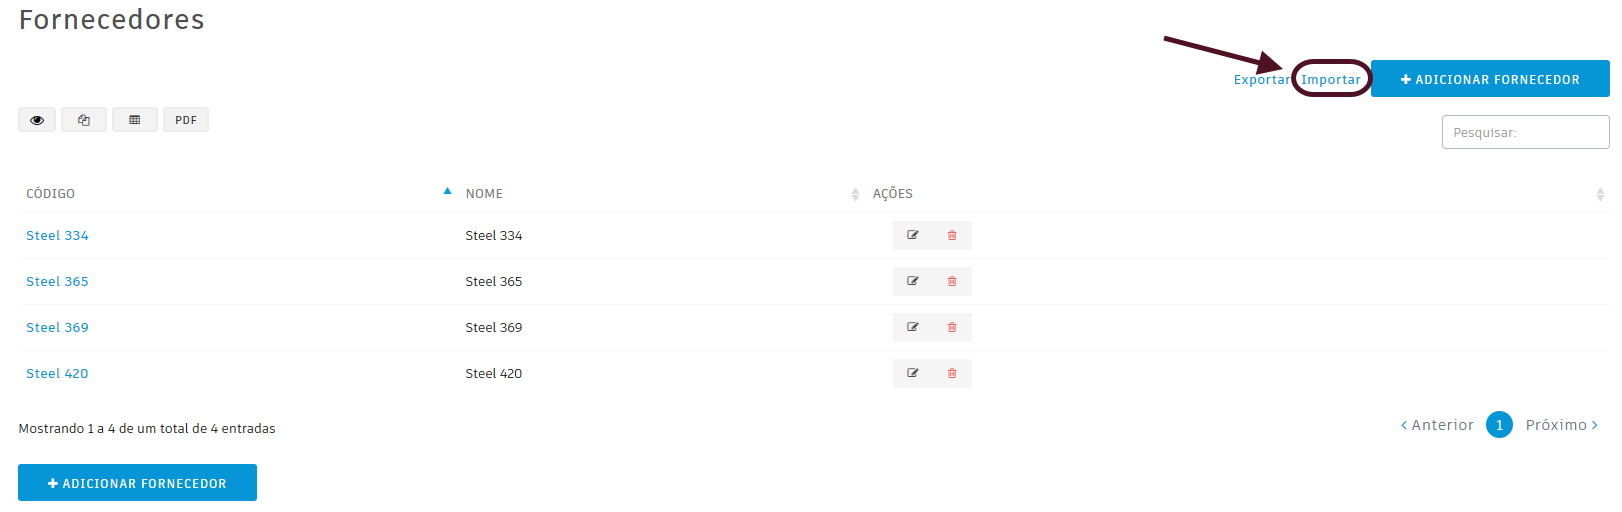 Fornecedores
Exportar Importar + ADICIONAR FORNECEDOR
PDF
Pesquisar:
CÓDIGO NOME AÇÕES
Steel 334 Steel 334
Steel 365 Steel 365
Steel 369 Steel 369
Steel 420 Steel 420
Mostrando 1 a 4 de um total de 4 entradas
‹ Anterior 1 Próximo ›
+ ADICIONAR FORNECEDOR